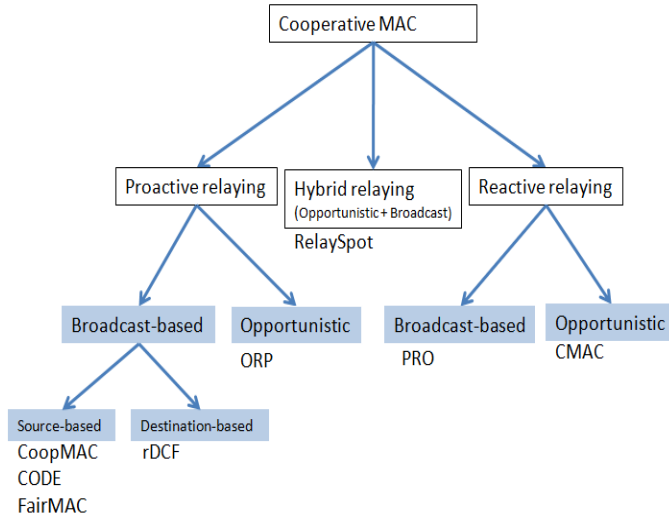 Cooperative MAC
Proactive relaying
Hybrid relaying
(Opportunistic + Broadcast)
RelaySpot
Reactive relaying
Broadcast-based
Opportunistic
ORP
Broadcast-based
PRO
Opportunistic
CMAC
Source-based
CoopMAC
CODE
FairMAC
Destination-based
rDCF